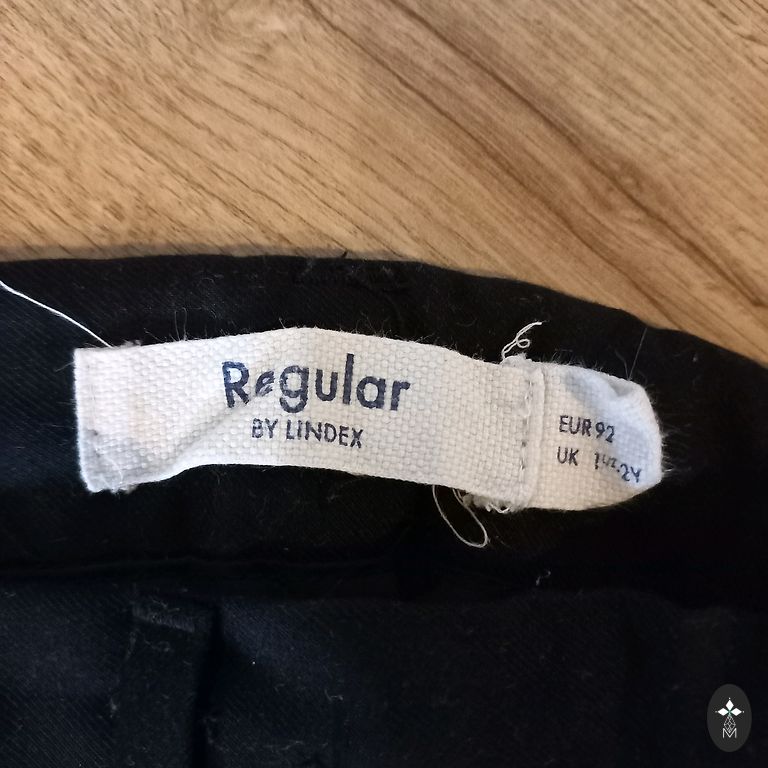 Regular
BY LINDEX
EUR 92
UK 1½-2Y